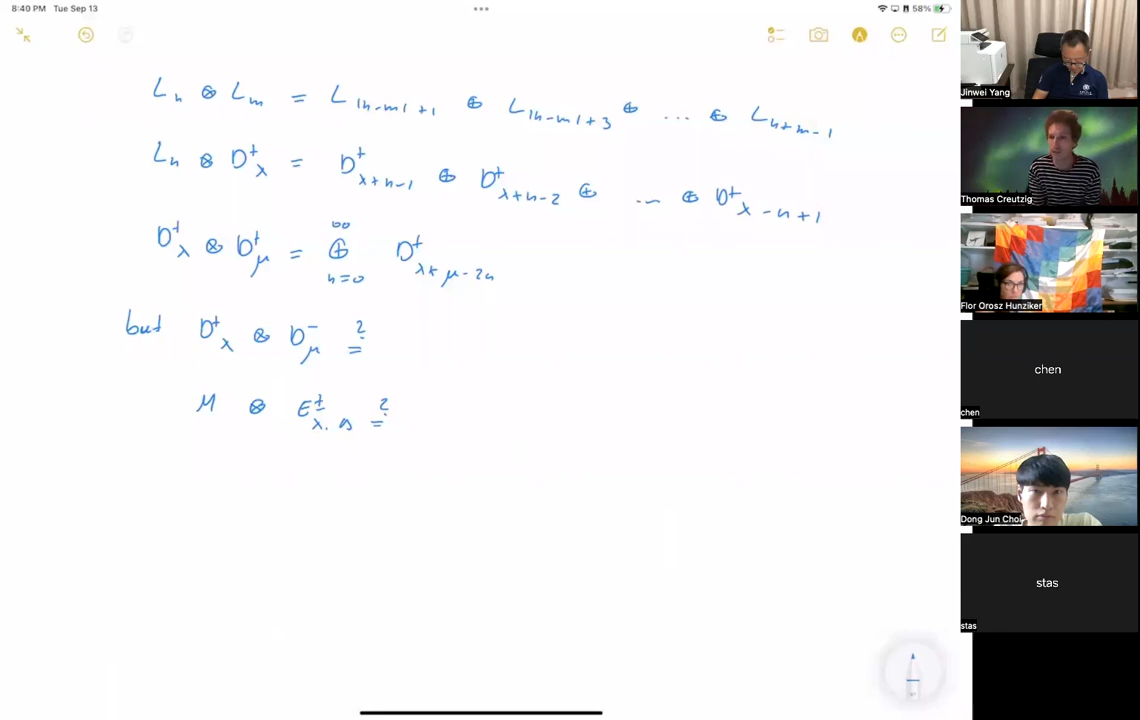 8:40 PM Tue Sep 13
58%
L_n ⊗ L_m = L_{|n-m|+1} ⊕ L_{|n-m|+3} ⊕ ... ⊕ L_{n+m-1}
L_n ⊗ D^+_λ = D^+_{λ+n-1} ⊕ D^+_{λ+n-2} ⊕ ... ⊕ D^+_{λ-n+1}
D^+_λ ⊗ D^+_μ = ⊕_{n=0}^{∞} D^+_{λ+μ-2n}
but D^+_λ ⊗ D^-_μ ≟
M ⊗ E^±_{λ,Δ} ≟
Jinwei Yang
Thomas Creutzig
Flor Orosz Hunziker
chen
chen
Dong Jun Choi
stas
stas